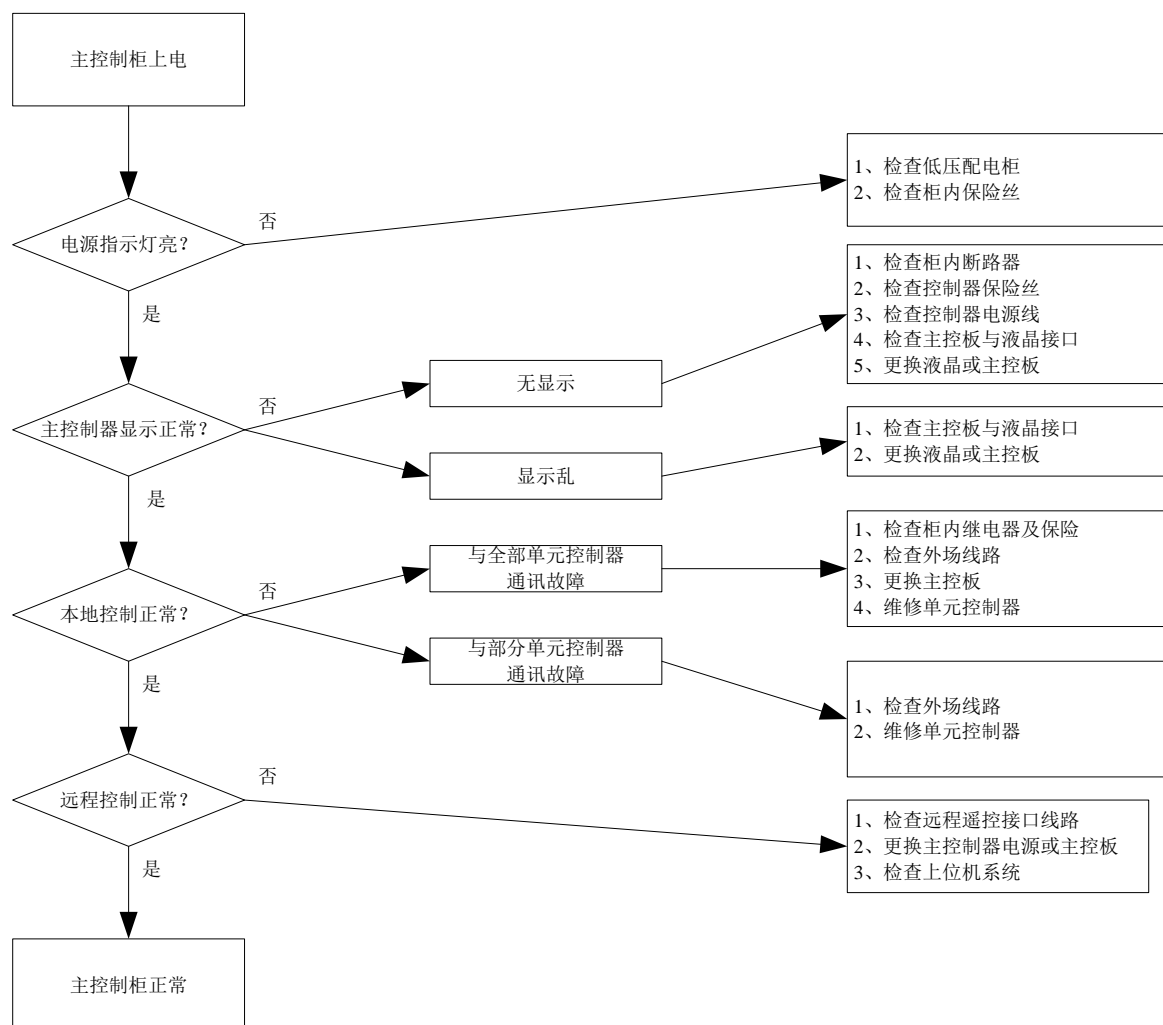 主控制柜上电
1、检查低压配电柜
2、检查柜内保险丝
否
电源指示灯亮？
是
1、检查柜内断路器
2、检查控制器保险丝
3、检查控制器电源线
4、检查主控板与液晶接口
5、更换液晶或主控板
无显示
否
主控制器显示正常？
1、检查主控板与液晶接口
2、更换液晶或主控板
显示乱
是
1、检查柜内继电器及保险
2、检查外场线路
3、更换主控板
4、维修单元控制器
与全部单元控制器
通讯故障
否
本地控制正常？
与部分单元控制器
通讯故障
是
1、检查外场线路
2、维修单元控制器
否
远程控制正常？
1、检查远程遥控接口线路
2、更换主控制器电源或主控板
3、检查上位机系统
是
主控制柜正常